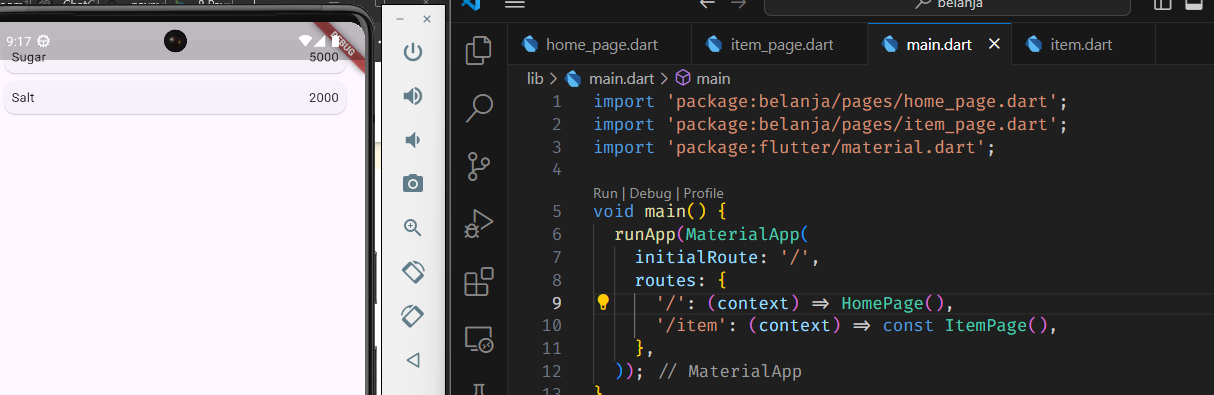 belanja
9:17
DEBUG
Sugar 5000
Salt 2000
home_page.dart
item_page.dart
main.dart
item.dart
lib > main.dart > main
1 import 'package:belanja/pages/home_page.dart';
2 import 'package:belanja/pages/item_page.dart';
3 import 'package:flutter/material.dart';
4
Run | Debug | Profile
5 void main() {
6 runApp(MaterialApp(
7 initialRoute: '/',
8 routes: {
9 '/': (context) => HomePage(),
10 '/item': (context) => const ItemPage(),
11 },
12 )); // MaterialApp
13 }